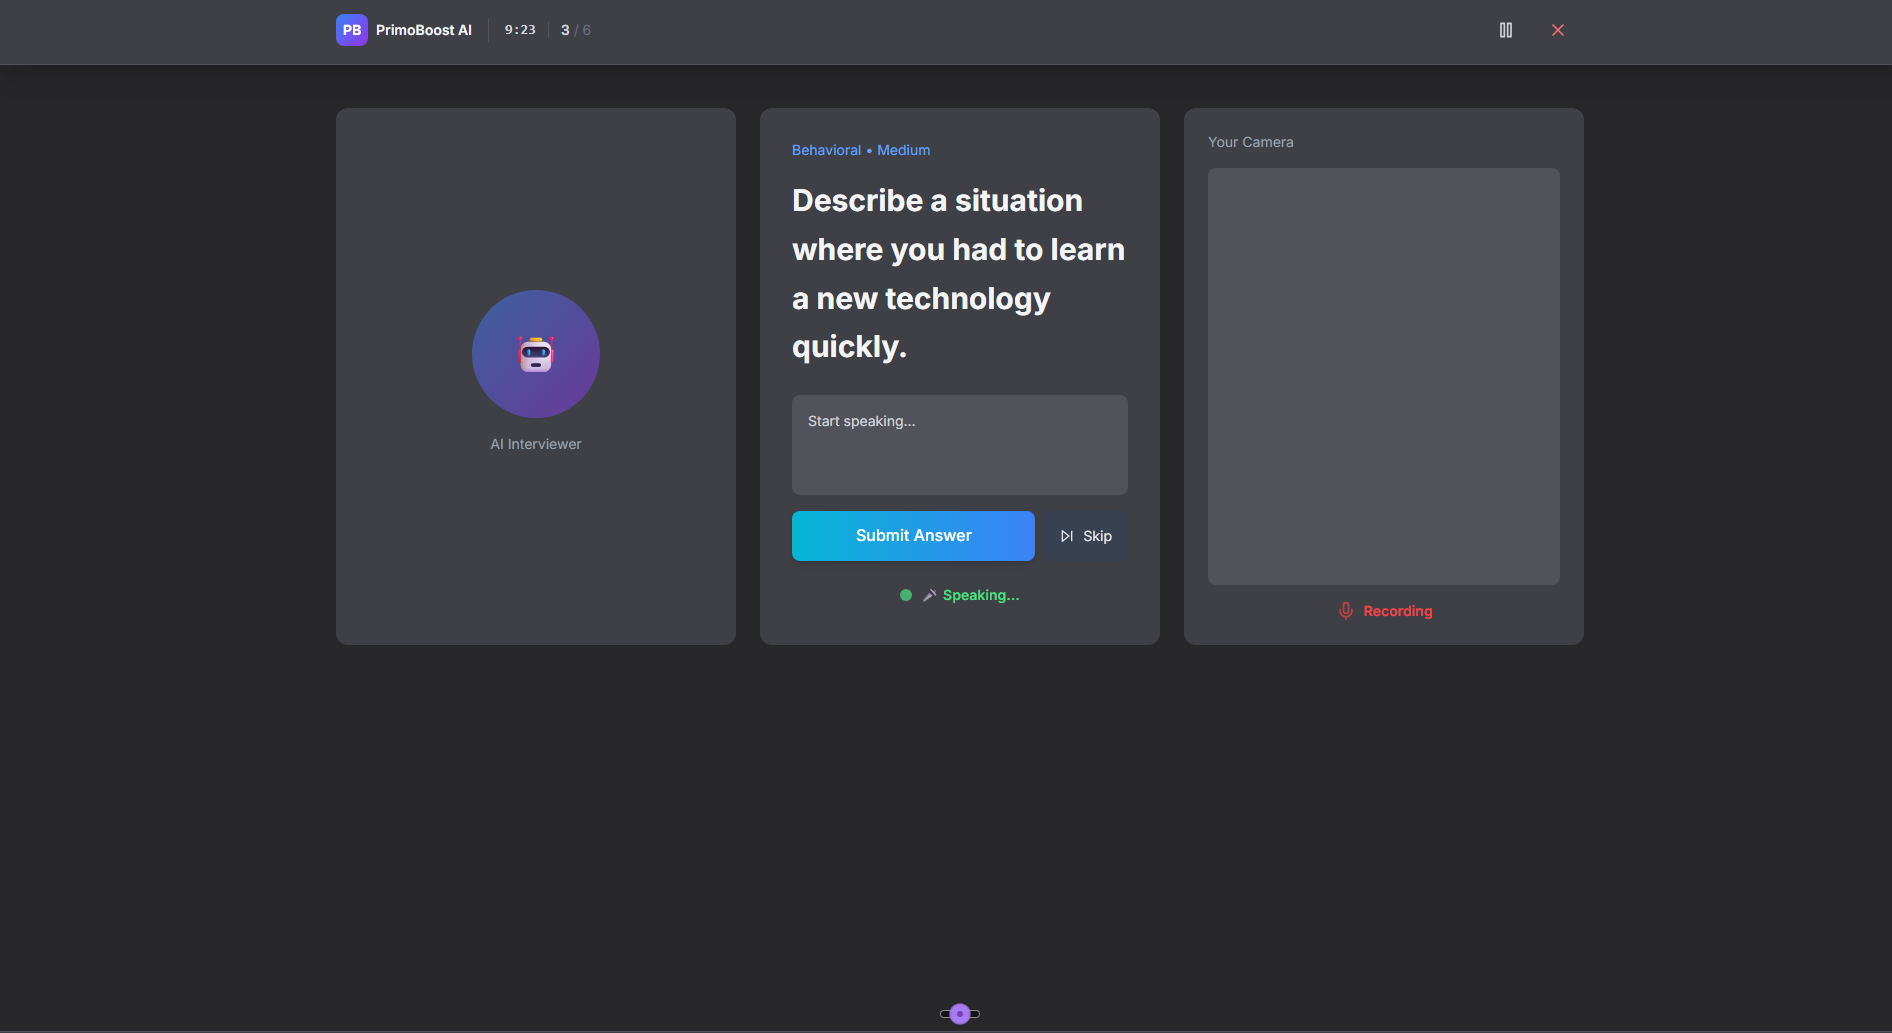 PB PrimoBoost AI 9:23 3 / 6
AI Interviewer
Behavioral • Medium
Describe a situation
where you had to learn
a new technology
quickly.
Start speaking...
Submit Answer
Skip
Speaking...
Your Camera
Recording